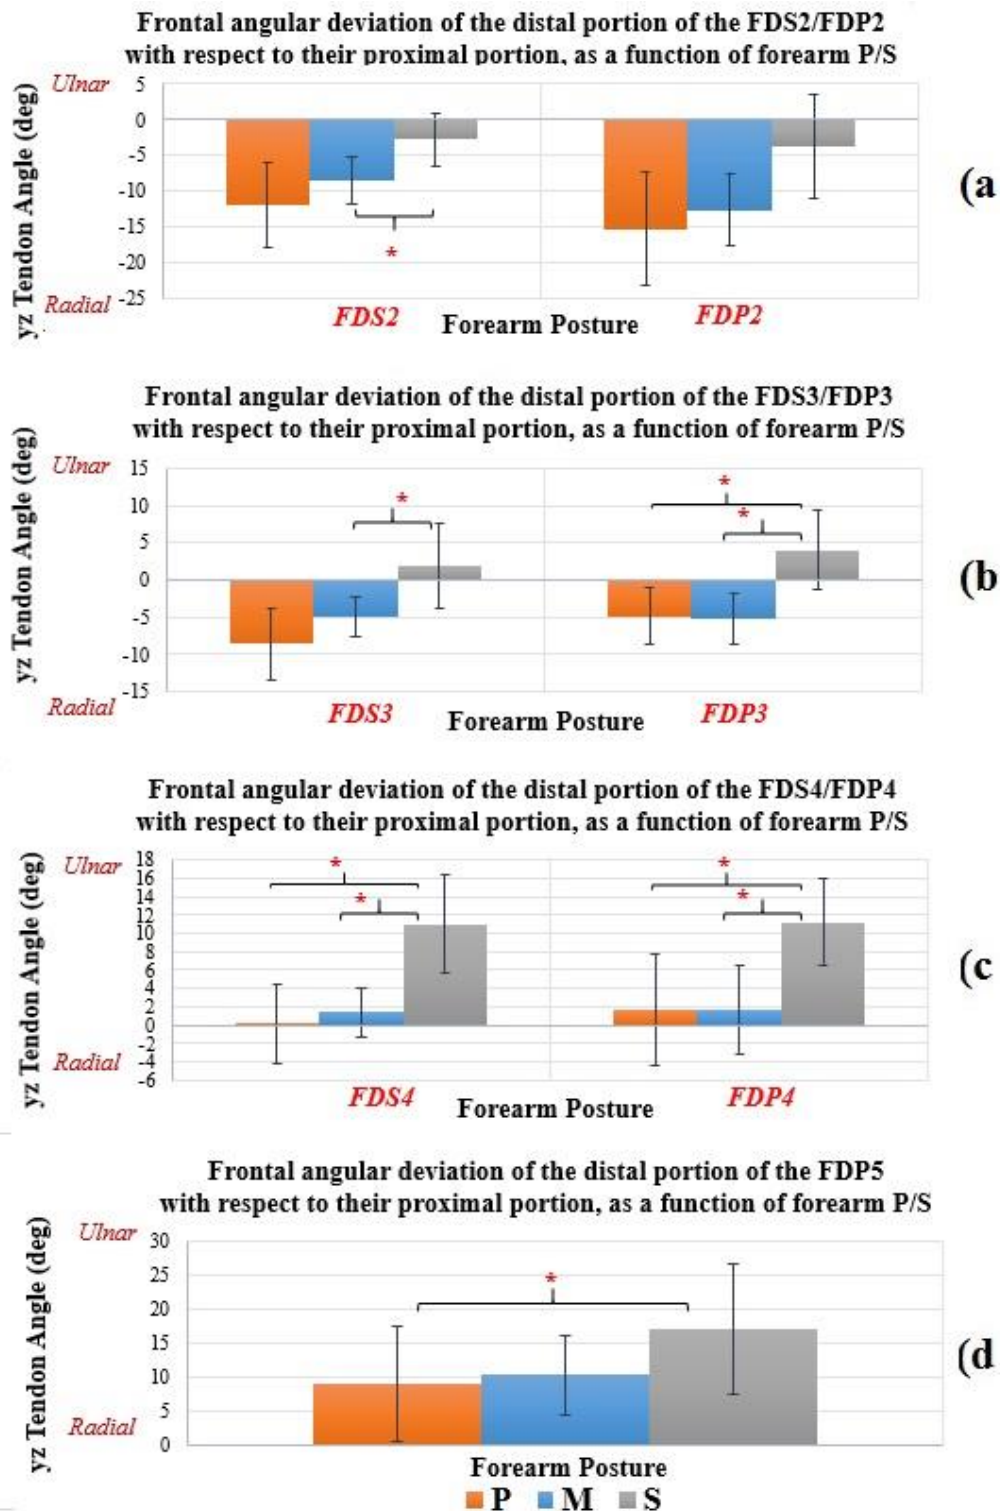 Frontal angular deviation of the distal portion of the FDS2/FDP2
with respect to their proximal portion, as a function of forearm P/S
Ulnar
yz Tendon Angle (deg)
5
0
-5
-10
-15
-20
-25
*
Radial
FDS2
Forearm Posture
FDP2
(a
Frontal angular deviation of the distal portion of the FDS3/FDP3
with respect to their proximal portion, as a function of forearm P/S
Ulnar
yz Tendon Angle (deg)
15
10
5
0
-5
-10
-15
*
*
*
Radial
FDS3
Forearm Posture
FDP3
(b
Frontal angular deviation of the distal portion of the FDS4/FDP4
with respect to their proximal portion, as a function of forearm P/S
Ulnar
yz Tendon Angle (deg)
18
16
14
12
10
8
6
4
2
0
-2
-4
-6
*
*
*
*
Radial
FDS4
Forearm Posture
FDP4
(c
Frontal angular deviation of the distal portion of the FDP5
with respect to their proximal portion, as a function of forearm P/S
Ulnar
yz Tendon Angle (deg)
30
25
20
15
10
5
0
*
Radial
(d
Forearm Posture
P M S